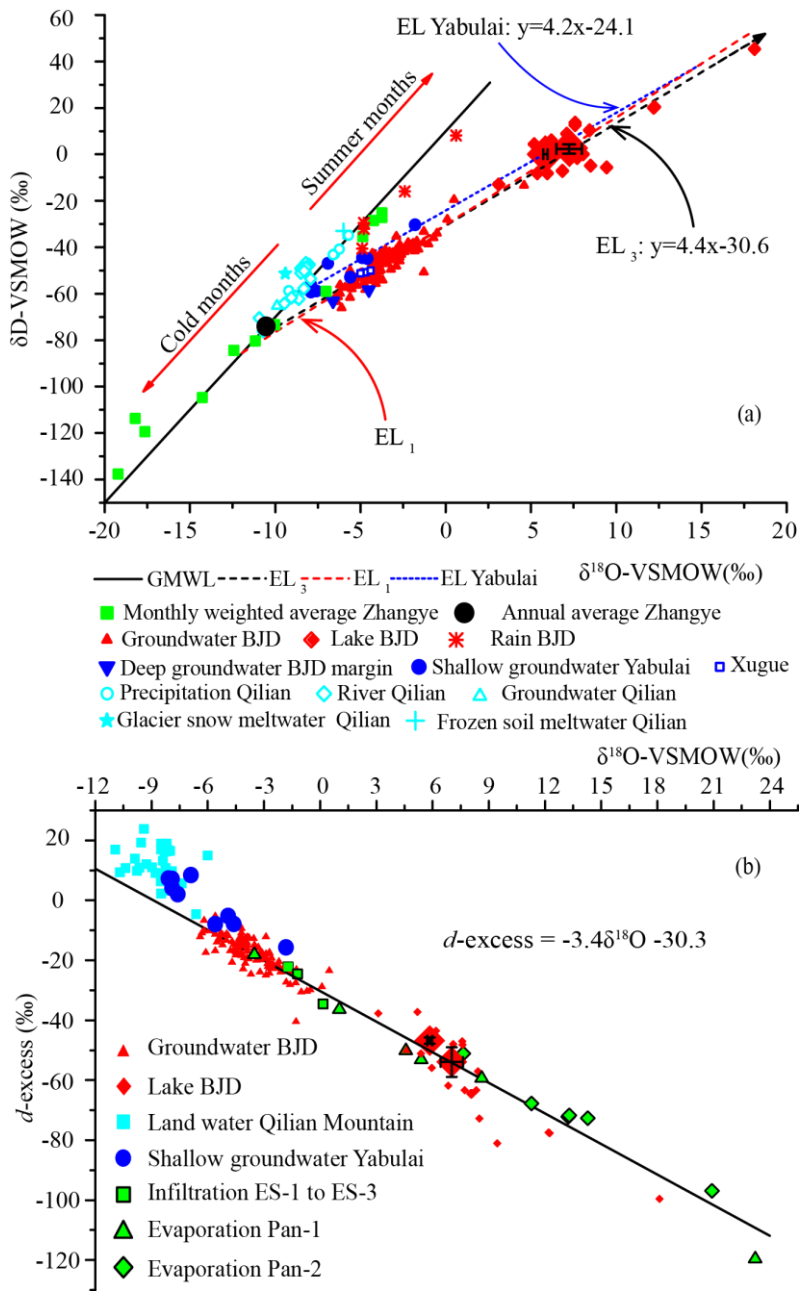 EL Yabulai: y=4.2x-24.1
60
40
20
0
-20
-40
-60
-80
-100
-120
-140
δD-VSMOW (‰)
Summer months
Cold months
EL 3: y=4.4x-30.6
EL 1
(a)
-20 -15 -10 -5 0 5 10 15 20
δ18O-VSMOW(‰)
GMWL EL 3 EL 1 EL Yabulai
Monthly weighted average Zhangye Annual average Zhangye
Groundwater BJD Lake BJD Rain BJD
Deep groundwater BJD margin Shallow groundwater Yabulai Xugue
Precipitation Qilian River Qilian Groundwater Qilian
Glacier snow meltwater Qilian Frozen soil meltwater Qilian
δ18O-VSMOW(‰)
-12 -9 -6 -3 0 3 6 9 12 15 18 21 24
20
0
-20
-40
-60
-80
-100
-120
d-excess (‰)
(b)
d-excess = -3.4δ18O -30.3
Groundwater BJD
Lake BJD
Land water Qilian Mountain
Shallow groundwater Yabulai
Infiltration ES-1 to ES-3
Evaporation Pan-1
Evaporation Pan-2